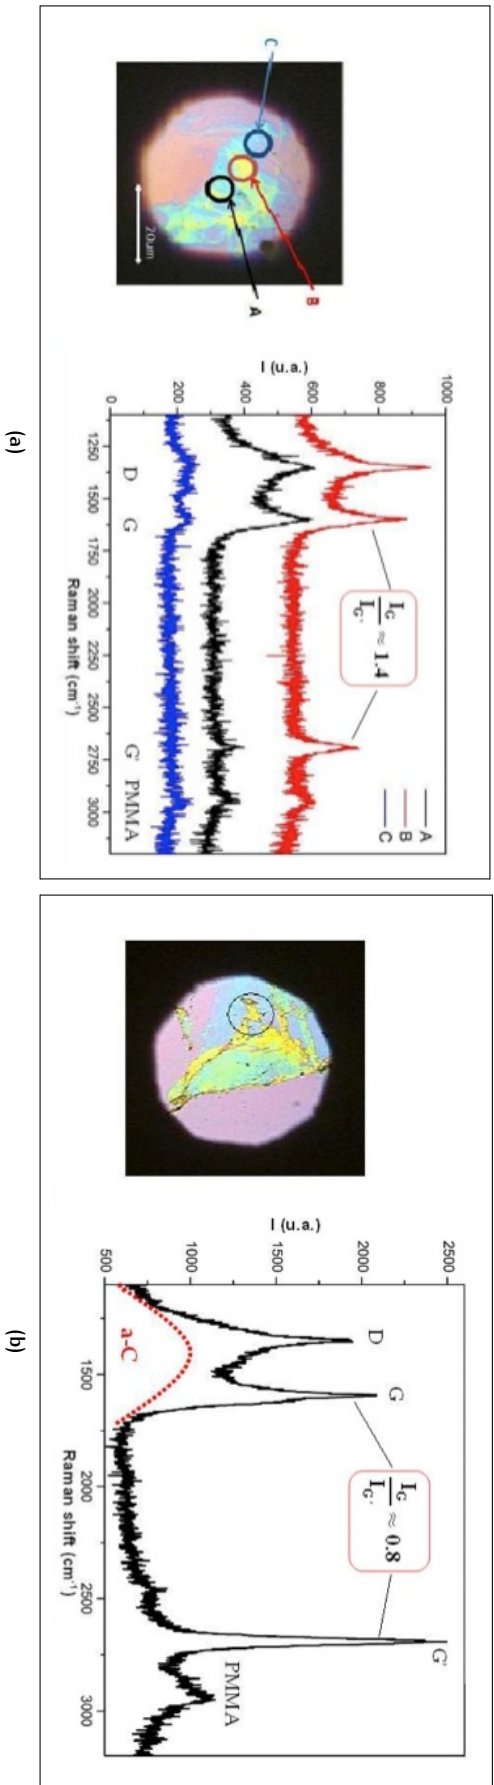 C
B
A
20um
I (u.a.)
1000
800
600
400
200
0
A
B
C
I_G / I_G' ≈ 1.4
D
G
G'
PMMA
1250
1500
1750
2000
2250
2500
2750
3000
Raman shift (cm⁻¹)
(a)
I (u.a.)
2500
2000
1500
1000
500
D
G
G'
I_G / I_G' ≈ 0.8
a-C
PMMA
1500
2000
2500
3000
Raman shift (cm⁻¹)
(b)